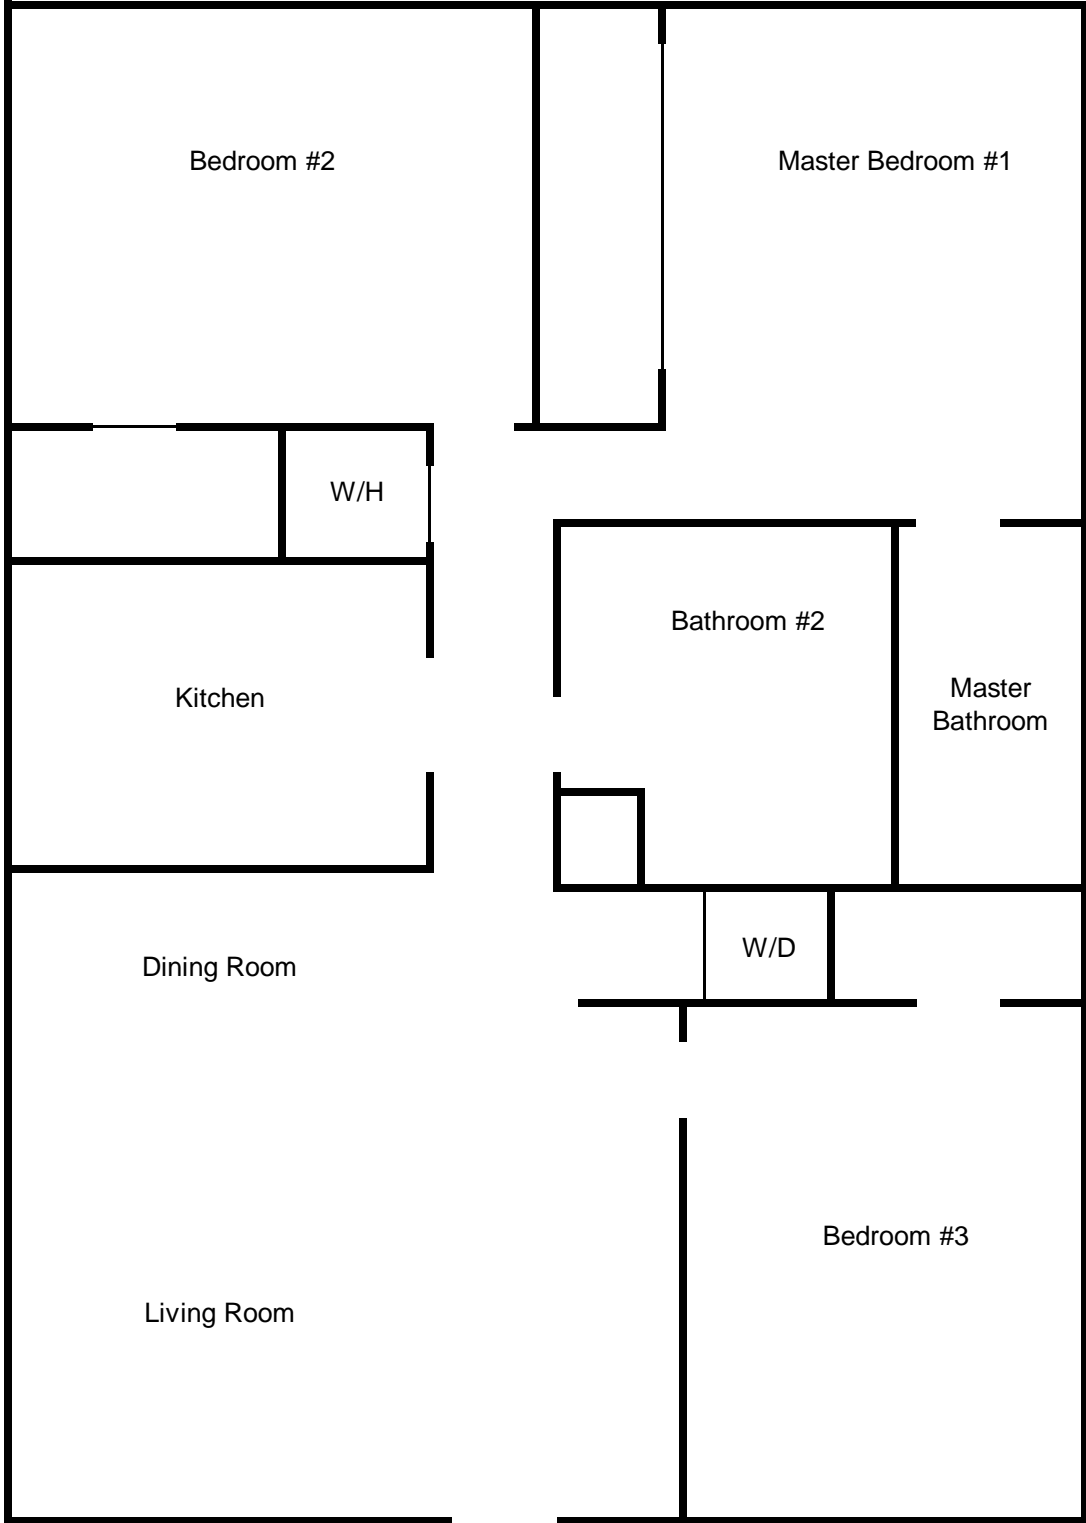 Bedroom #2
Master Bedroom #1
W/H
Bathroom #2
Kitchen
Master
Bathroom
W/D
Dining Room
Bedroom #3
Living Room